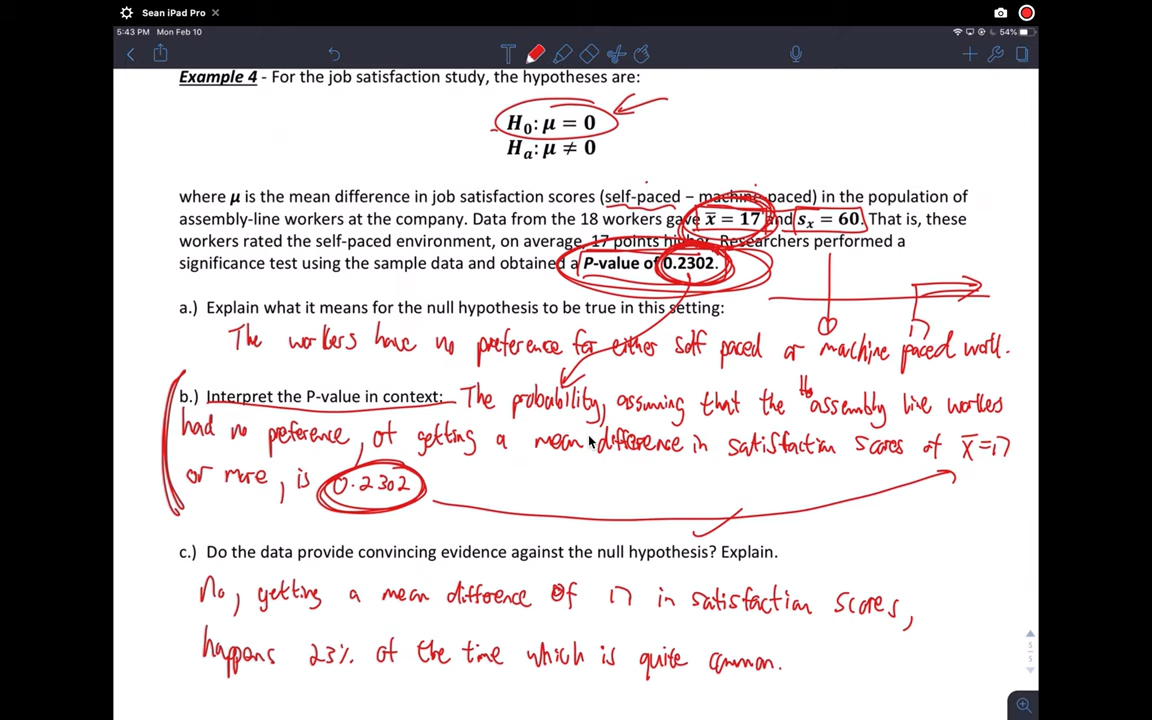 Sean iPad Pro ×
5:43 PM Mon Feb 10
54%
Example 4 - For the job satisfaction study, the hypotheses are:
H₀: μ = 0
Hₐ: μ ≠ 0
where μ is the mean difference in job satisfaction scores (self-paced – machine-paced) in the population of
assembly-line workers at the company. Data from the 18 workers gave x̄ = 17 and sₓ = 60. That is, these
workers rated the self-paced environment, on average, 17 points higher. Researchers performed a
significance test using the sample data and obtained a P-value of 0.2302.
0 17
a.) Explain what it means for the null hypothesis to be true in this setting:
The workers have no preference for either self paced or machine paced work.
b.) Interpret the P-value in context: The probability, assuming that the assembly line workers
had no preference, of getting a mean difference in satisfaction scores of x̄=17
or more, is 0.2302
c.) Do the data provide convincing evidence against the null hypothesis? Explain.
No, getting a mean difference of 17 in satisfaction scores,
happens 23% of the time which is quite common.